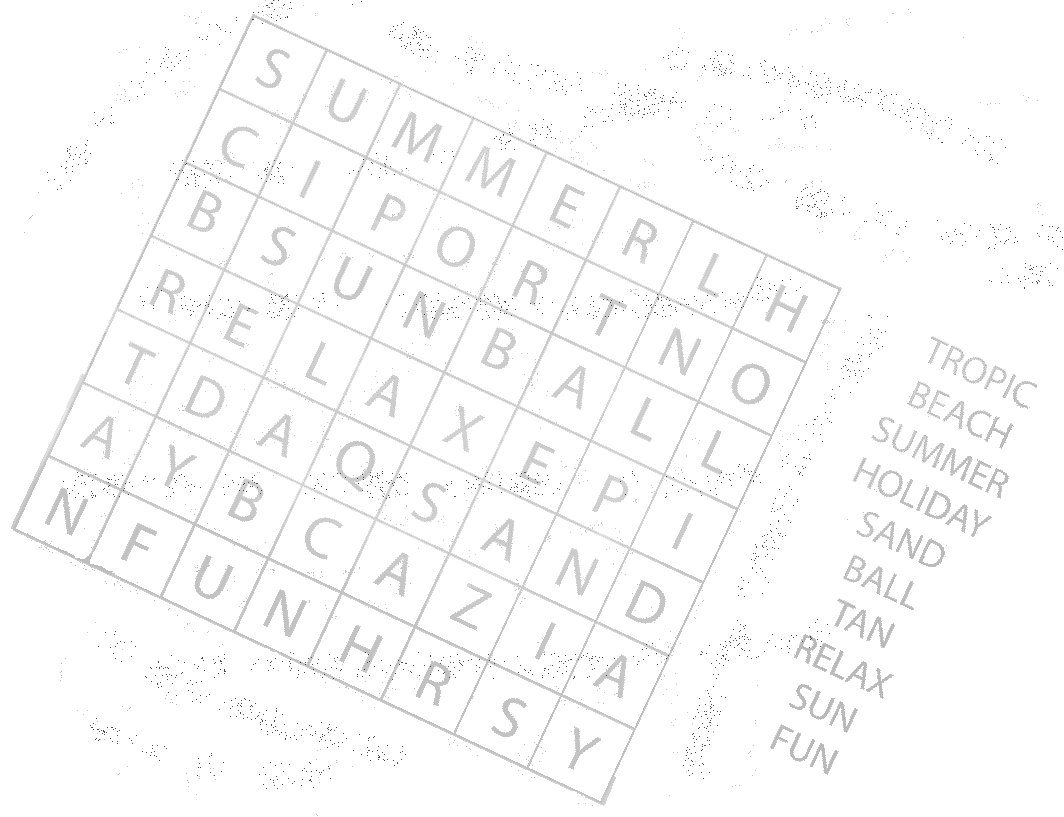 S U M M E R L H
C I P O R T N O
B S U N B A L L
R E L A X E P I
T D A Q S A N D
A Y B C A Z I A
N F U N H R S Y
TROPIC
BEACH
SUMMER
HOLIDAY
SAND
BALL
TAN
RELAX
SUN
FUN